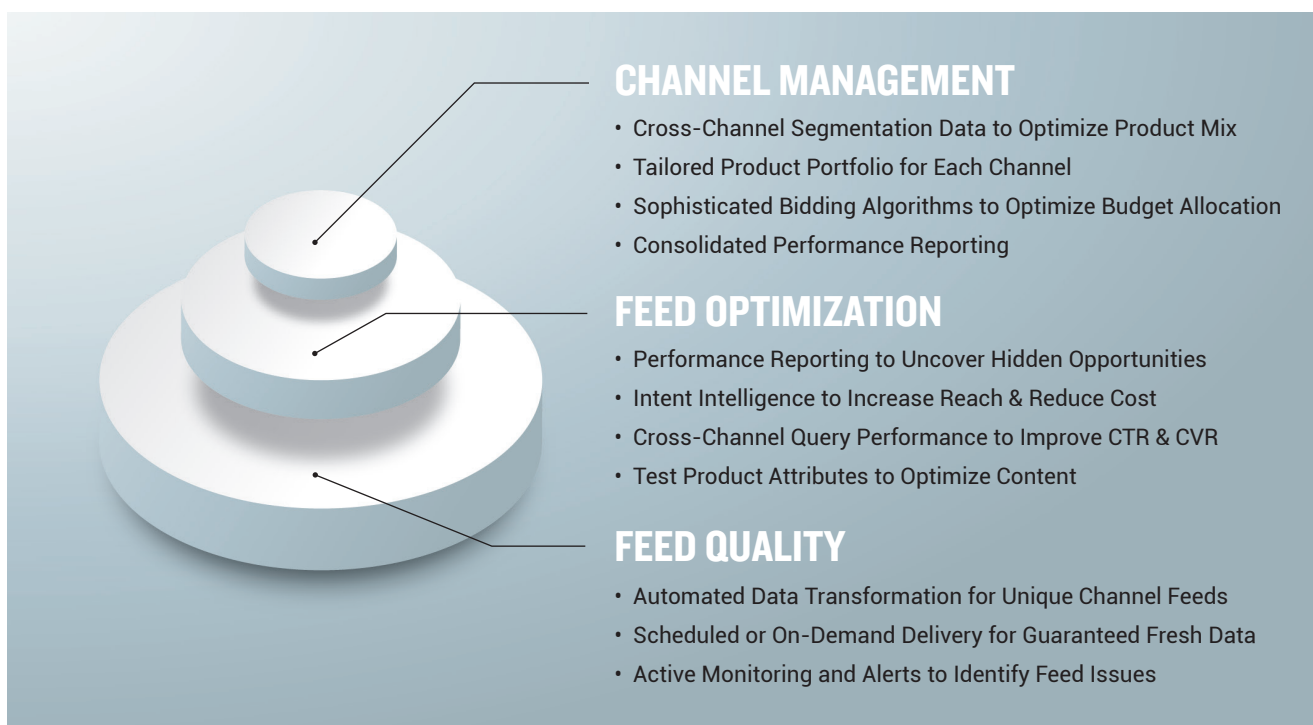 CHANNEL MANAGEMENT
• Cross-Channel Segmentation Data to Optimize Product Mix
• Tailored Product Portfolio for Each Channel
• Sophisticated Bidding Algorithms to Optimize Budget Allocation
• Consolidated Performance Reporting
FEED OPTIMIZATION
• Performance Reporting to Uncover Hidden Opportunities
• Intent Intelligence to Increase Reach & Reduce Cost
• Cross-Channel Query Performance to Improve CTR & CVR
• Test Product Attributes to Optimize Content
FEED QUALITY
• Automated Data Transformation for Unique Channel Feeds
• Scheduled or On-Demand Delivery for Guaranteed Fresh Data
• Active Monitoring and Alerts to Identify Feed Issues